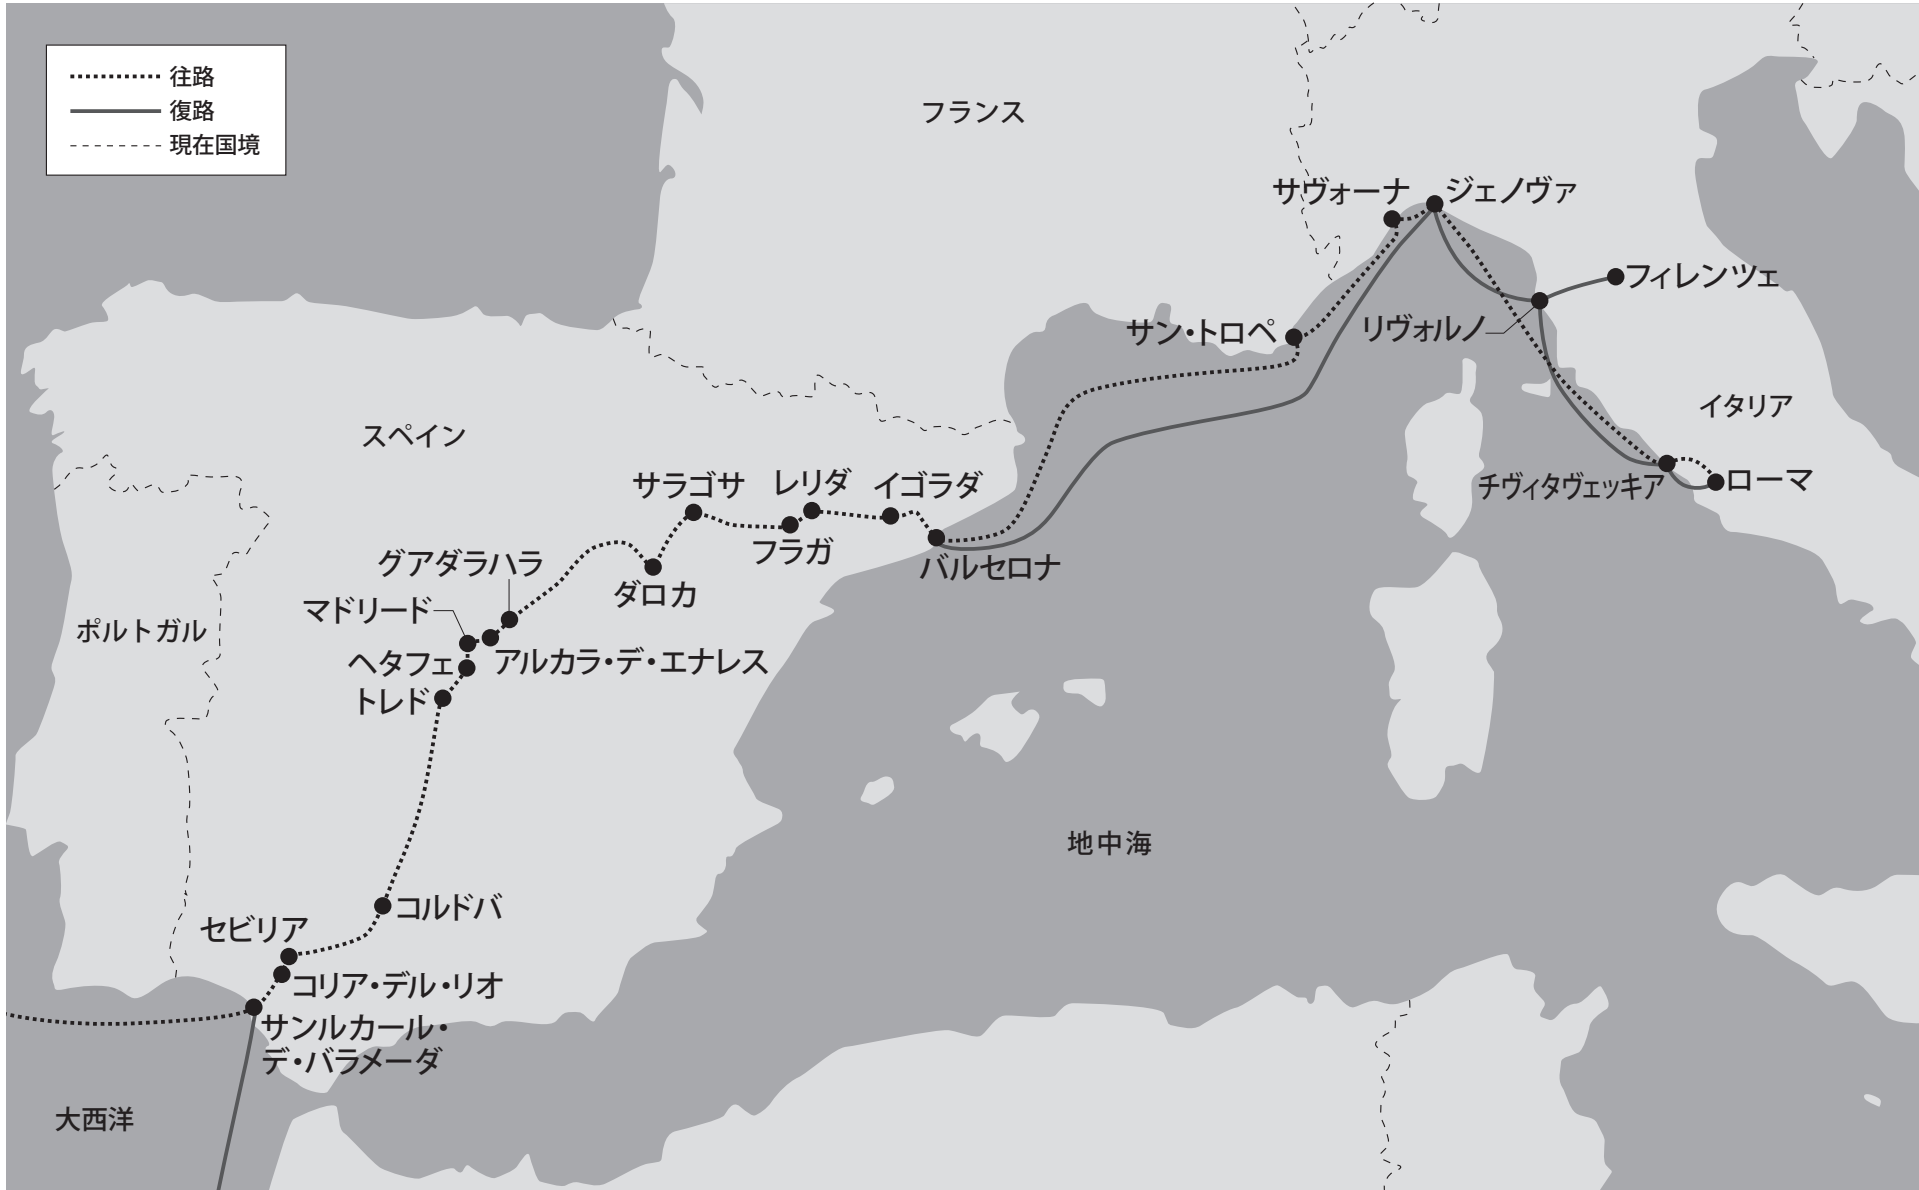 往路
復路
現在国境
フランス
サヴォーナ
ジェノヴァ
フィレンツェ
サン・トロペ
リヴォルノ
イタリア
スペイン
サラゴサ
レリダ
イゴラダ
チヴィタヴェッキア
ローマ
フラガ
バルセロナ
グアダラハラ
ダロカ
マドリード
ポルトガル
ヘタフェ
アルカラ・デ・エナレス
トレド
地中海
コルドバ
セビリア
コリア・デル・リオ
サンルカール・
デ・バラメーダ
大西洋